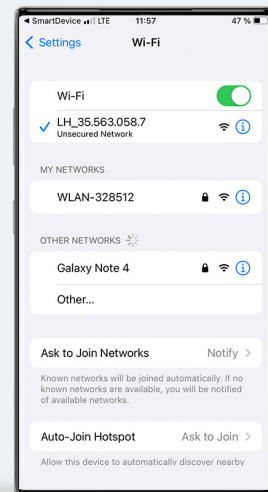 SmartDevice LTE 11:57 47 %
Settings Wi-Fi
Wi-Fi
LH_35.563.058.7
Unsecured Network
MY NETWORKS
WLAN-328512
OTHER NETWORKS
Galaxy Note 4
Other...
Ask to Join Networks Notify
Known networks will be joined automatically. If no
known networks are available, you will be notified
of available networks.
Auto-Join Hotspot Ask to Join
Allow this device to automatically discover nearby